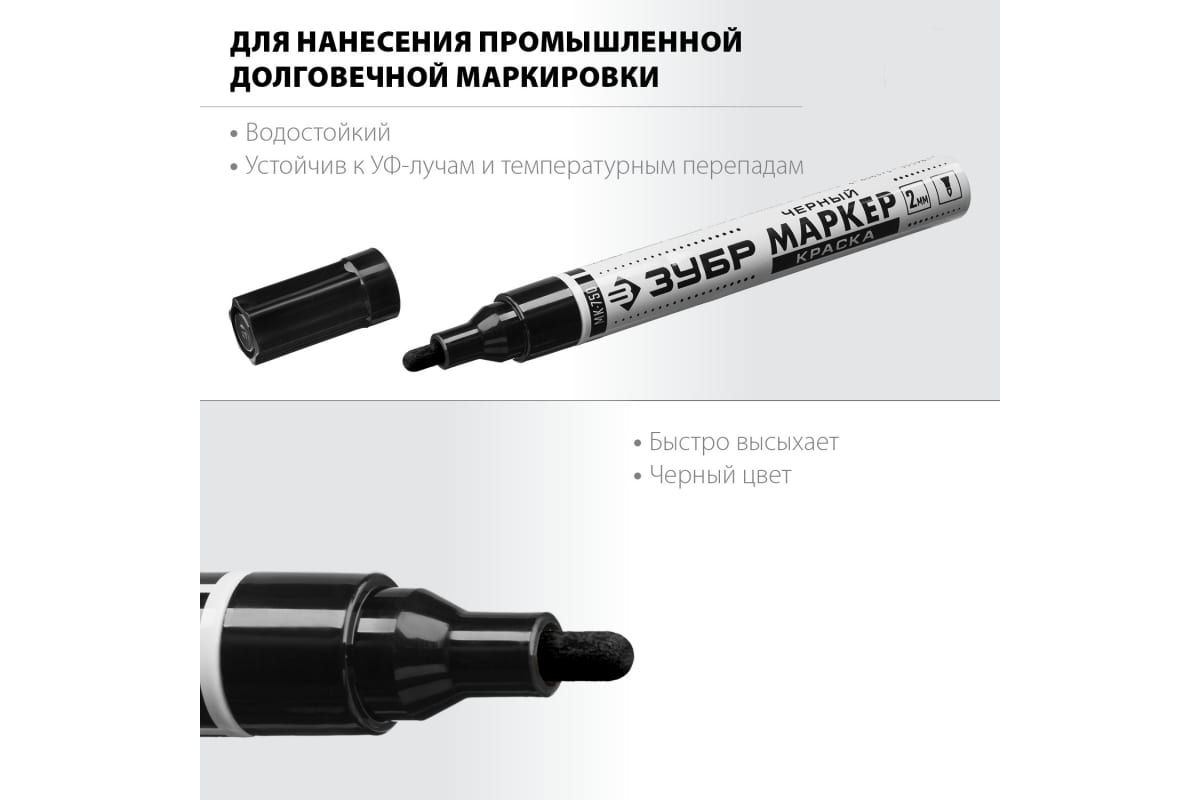 ДЛЯ НАНЕСЕНИЯ ПРОМЫШЛЕННОЙ
ДОЛГОВЕЧНОЙ МАРКИРОВКИ
• Водостойкий
• Устойчив к УФ-лучам и температурным перепадам
МК-750
ЗУБР
ЧЕРНЫЙ
МАРКЕР
КРАСКА
2мм
• Быстро высыхает
• Черный цвет